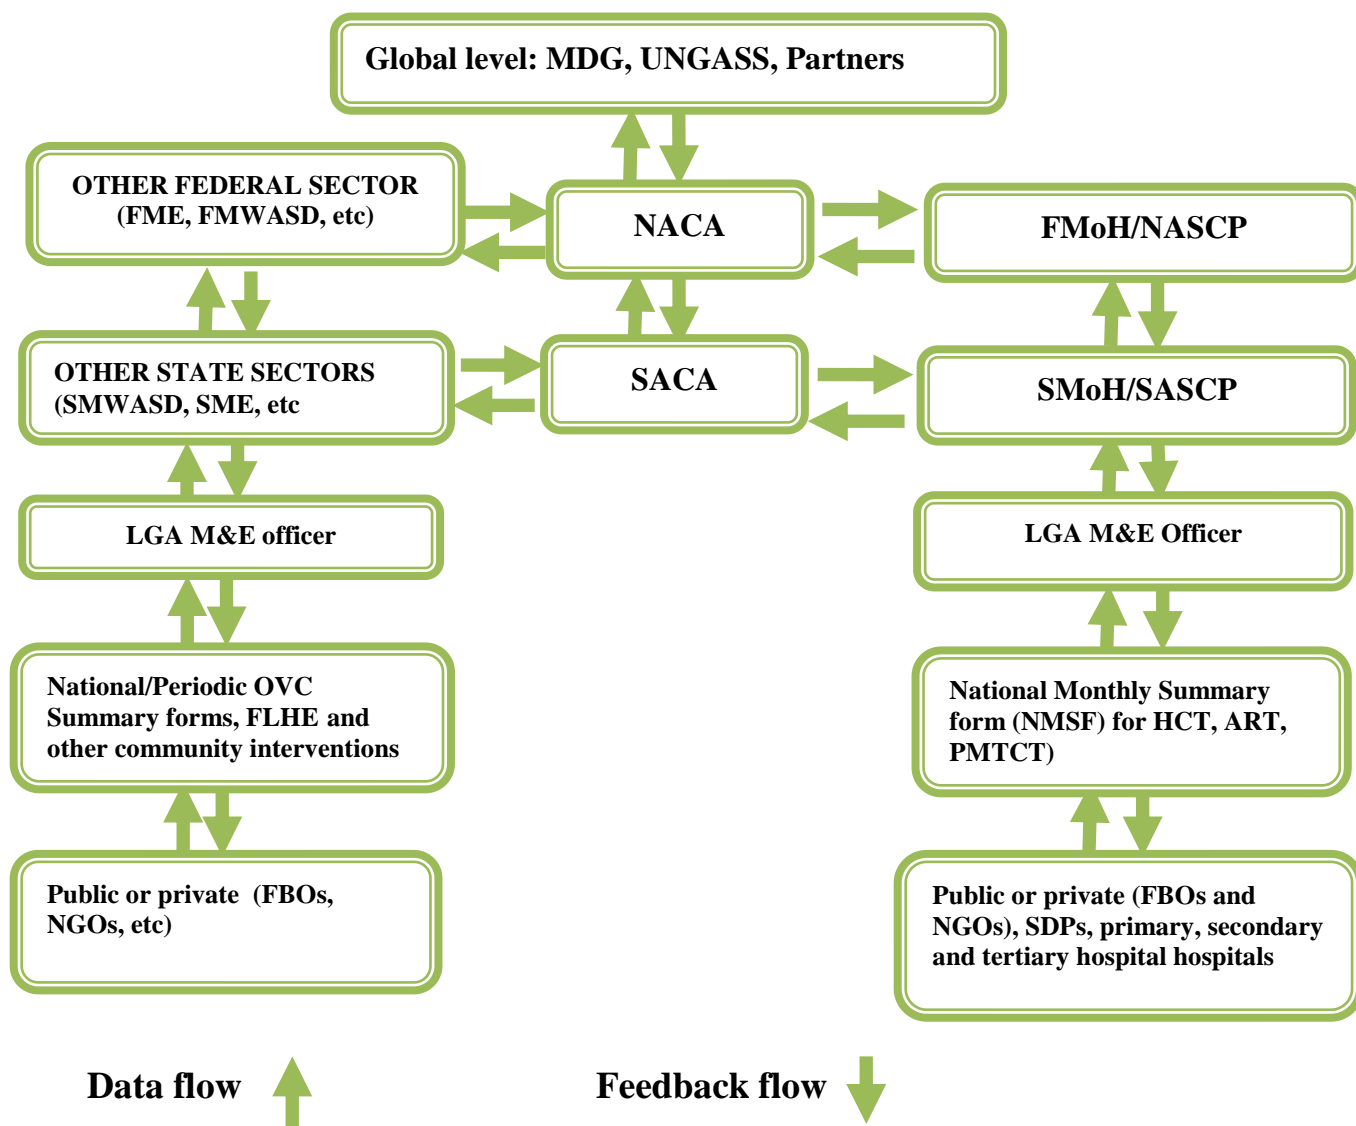 Global level: MDG, UNGASS, Partners
OTHER FEDERAL SECTOR
(FME, FMWASD, etc)
NACA
FMoH/NASCP
OTHER STATE SECTORS
(SMWASD, SME, etc
SACA
SMoH/SASCP
LGA M&E officer
LGA M&E Officer
National/Periodic OVC
Summary forms, FLHE and
other community interventions
National Monthly Summary
form (NMSF) for HCT, ART,
PMTCT)
Public or private (FBOs,
NGOs, etc)
Public or private (FBOs and
NGOs), SDPs, primary, secondary
and tertiary hospital hospitals
Data flow
Feedback flow